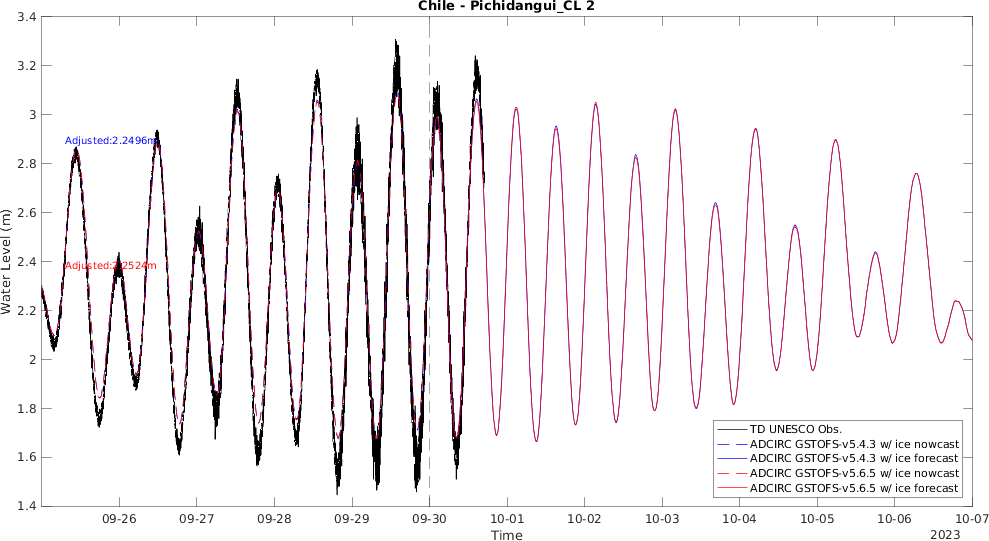 Chile - Pichidangui_CL 2
3.4
3.2
3
2.8
2.6
2.4
2.2
2
1.8
1.6
1.4
Water Level (m)
Adjusted:2.2496m
Adjusted:2.2524m
TD UNESCO Obs.
ADCIRC GSTOFS-v5.4.3 w/ ice nowcast
ADCIRC GSTOFS-v5.4.3 w/ ice forecast
ADCIRC GSTOFS-v5.6.5 w/ ice nowcast
ADCIRC GSTOFS-v5.6.5 w/ ice forecast
09-26 09-27 09-28 09-29 09-30 10-01 10-02 10-03 10-04 10-05 10-06 10-07
Time
2023